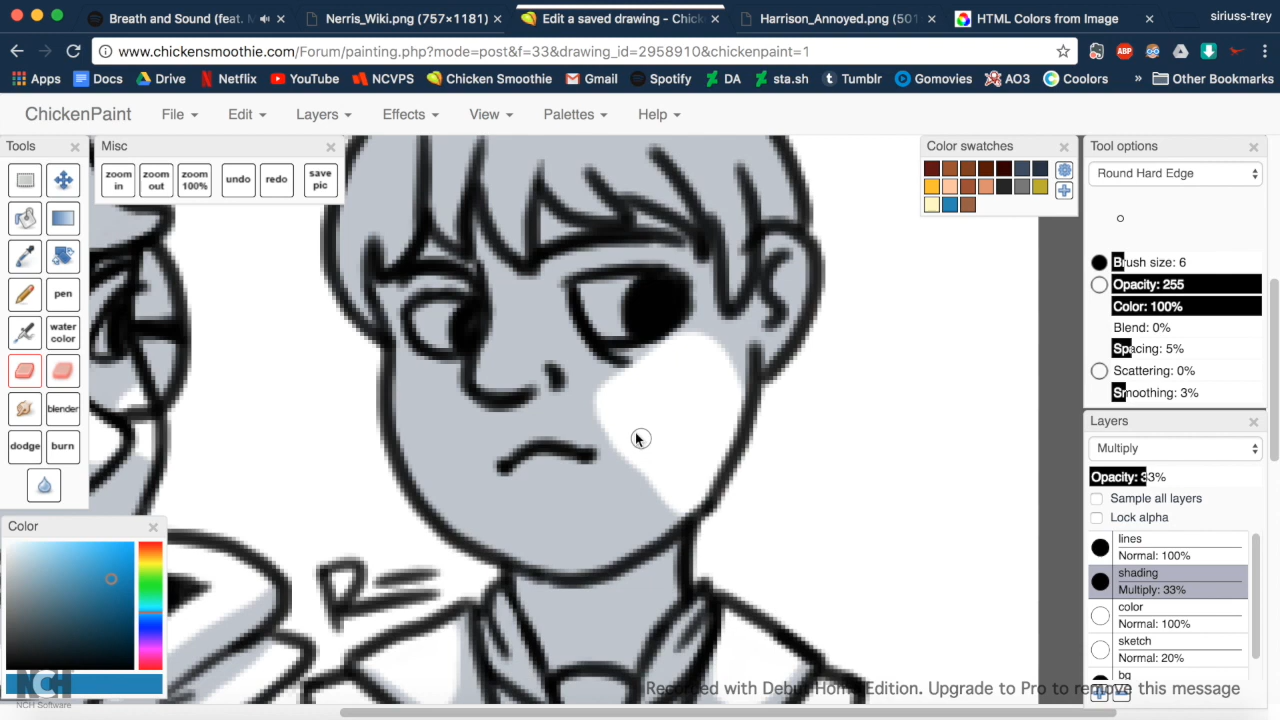 Breath and Sound (feat. M
Nerris_Wiki.png (757×1181)
Edit a saved drawing - Chick
Harrison_Annoyed.png (501
HTML Colors from Image
siriuss-trey
www.chickensmoothie.com/Forum/painting.php?mode=post&f=33&drawing_id=2958910&chickenpaint=1
ABP
Apps Docs Drive Netflix YouTube NCVPS Chicken Smoothie Gmail Spotify DA sta.sh Tumblr Gomovies AO3 Coolors » Other Bookmarks
ChickenPaint File Edit Layers Effects View Palettes Help
Tools
Misc
zoom in
zoom out
zoom 100%
undo
redo
save pic
pen
water color
blender
dodge
burn
Color
R=
Color swatches
Tool options
Round Hard Edge
Brush size: 6
Opacity: 255
Color: 100%
Blend: 0%
Spacing: 5%
Scattering: 0%
Smoothing: 3%
Layers
Multiply
Opacity: 33%
Sample all layers
Lock alpha
lines
Normal: 100%
shading
Multiply: 33%
color
Normal: 100%
sketch
Normal: 20%
bg
NCH
NCH Software
Recorded with Debut Home Edition. Upgrade to Pro to remove this message